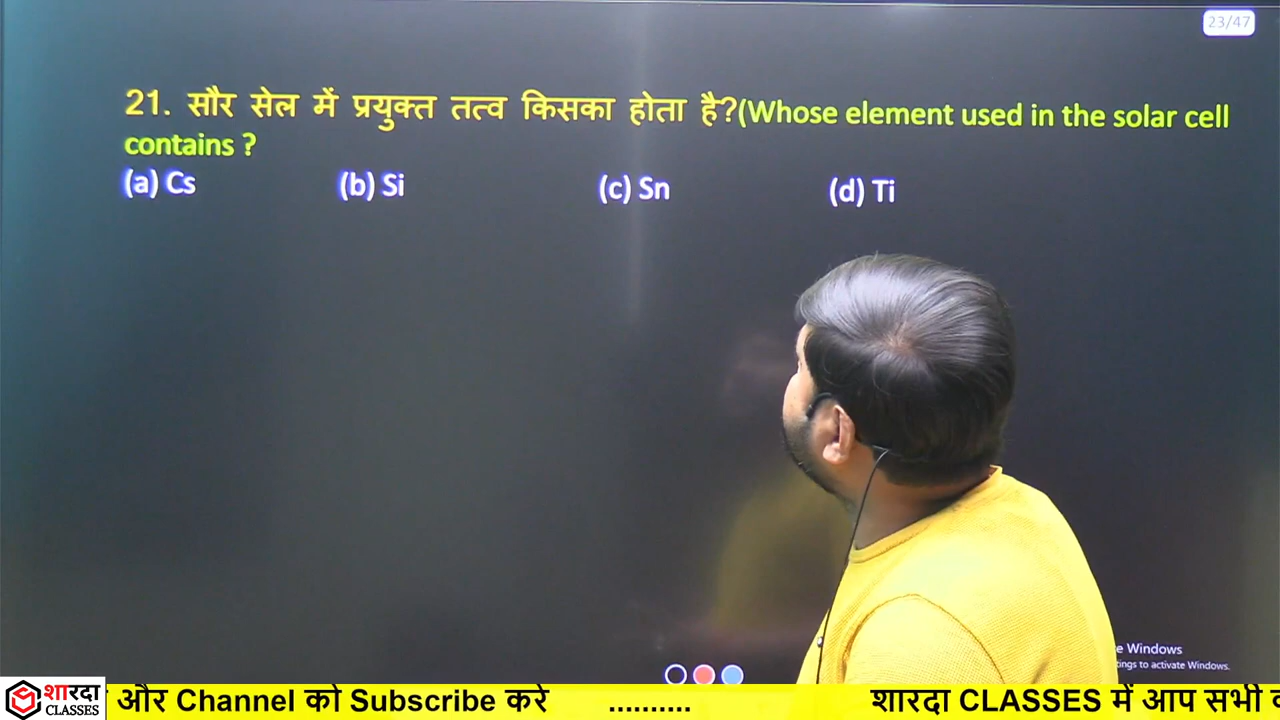 23/47
21. सौर सेल में प्रयुक्त तत्व किसका होता है?(Whose element used in the solar cell
contains ?
(a) Cs (b) Si (c) Sn (d) Ti
e Windows
tings to activate Windows.
शारदा
CLASSES
और Channel को Subscribe करे .......... शारदा CLASSES में आप सभी